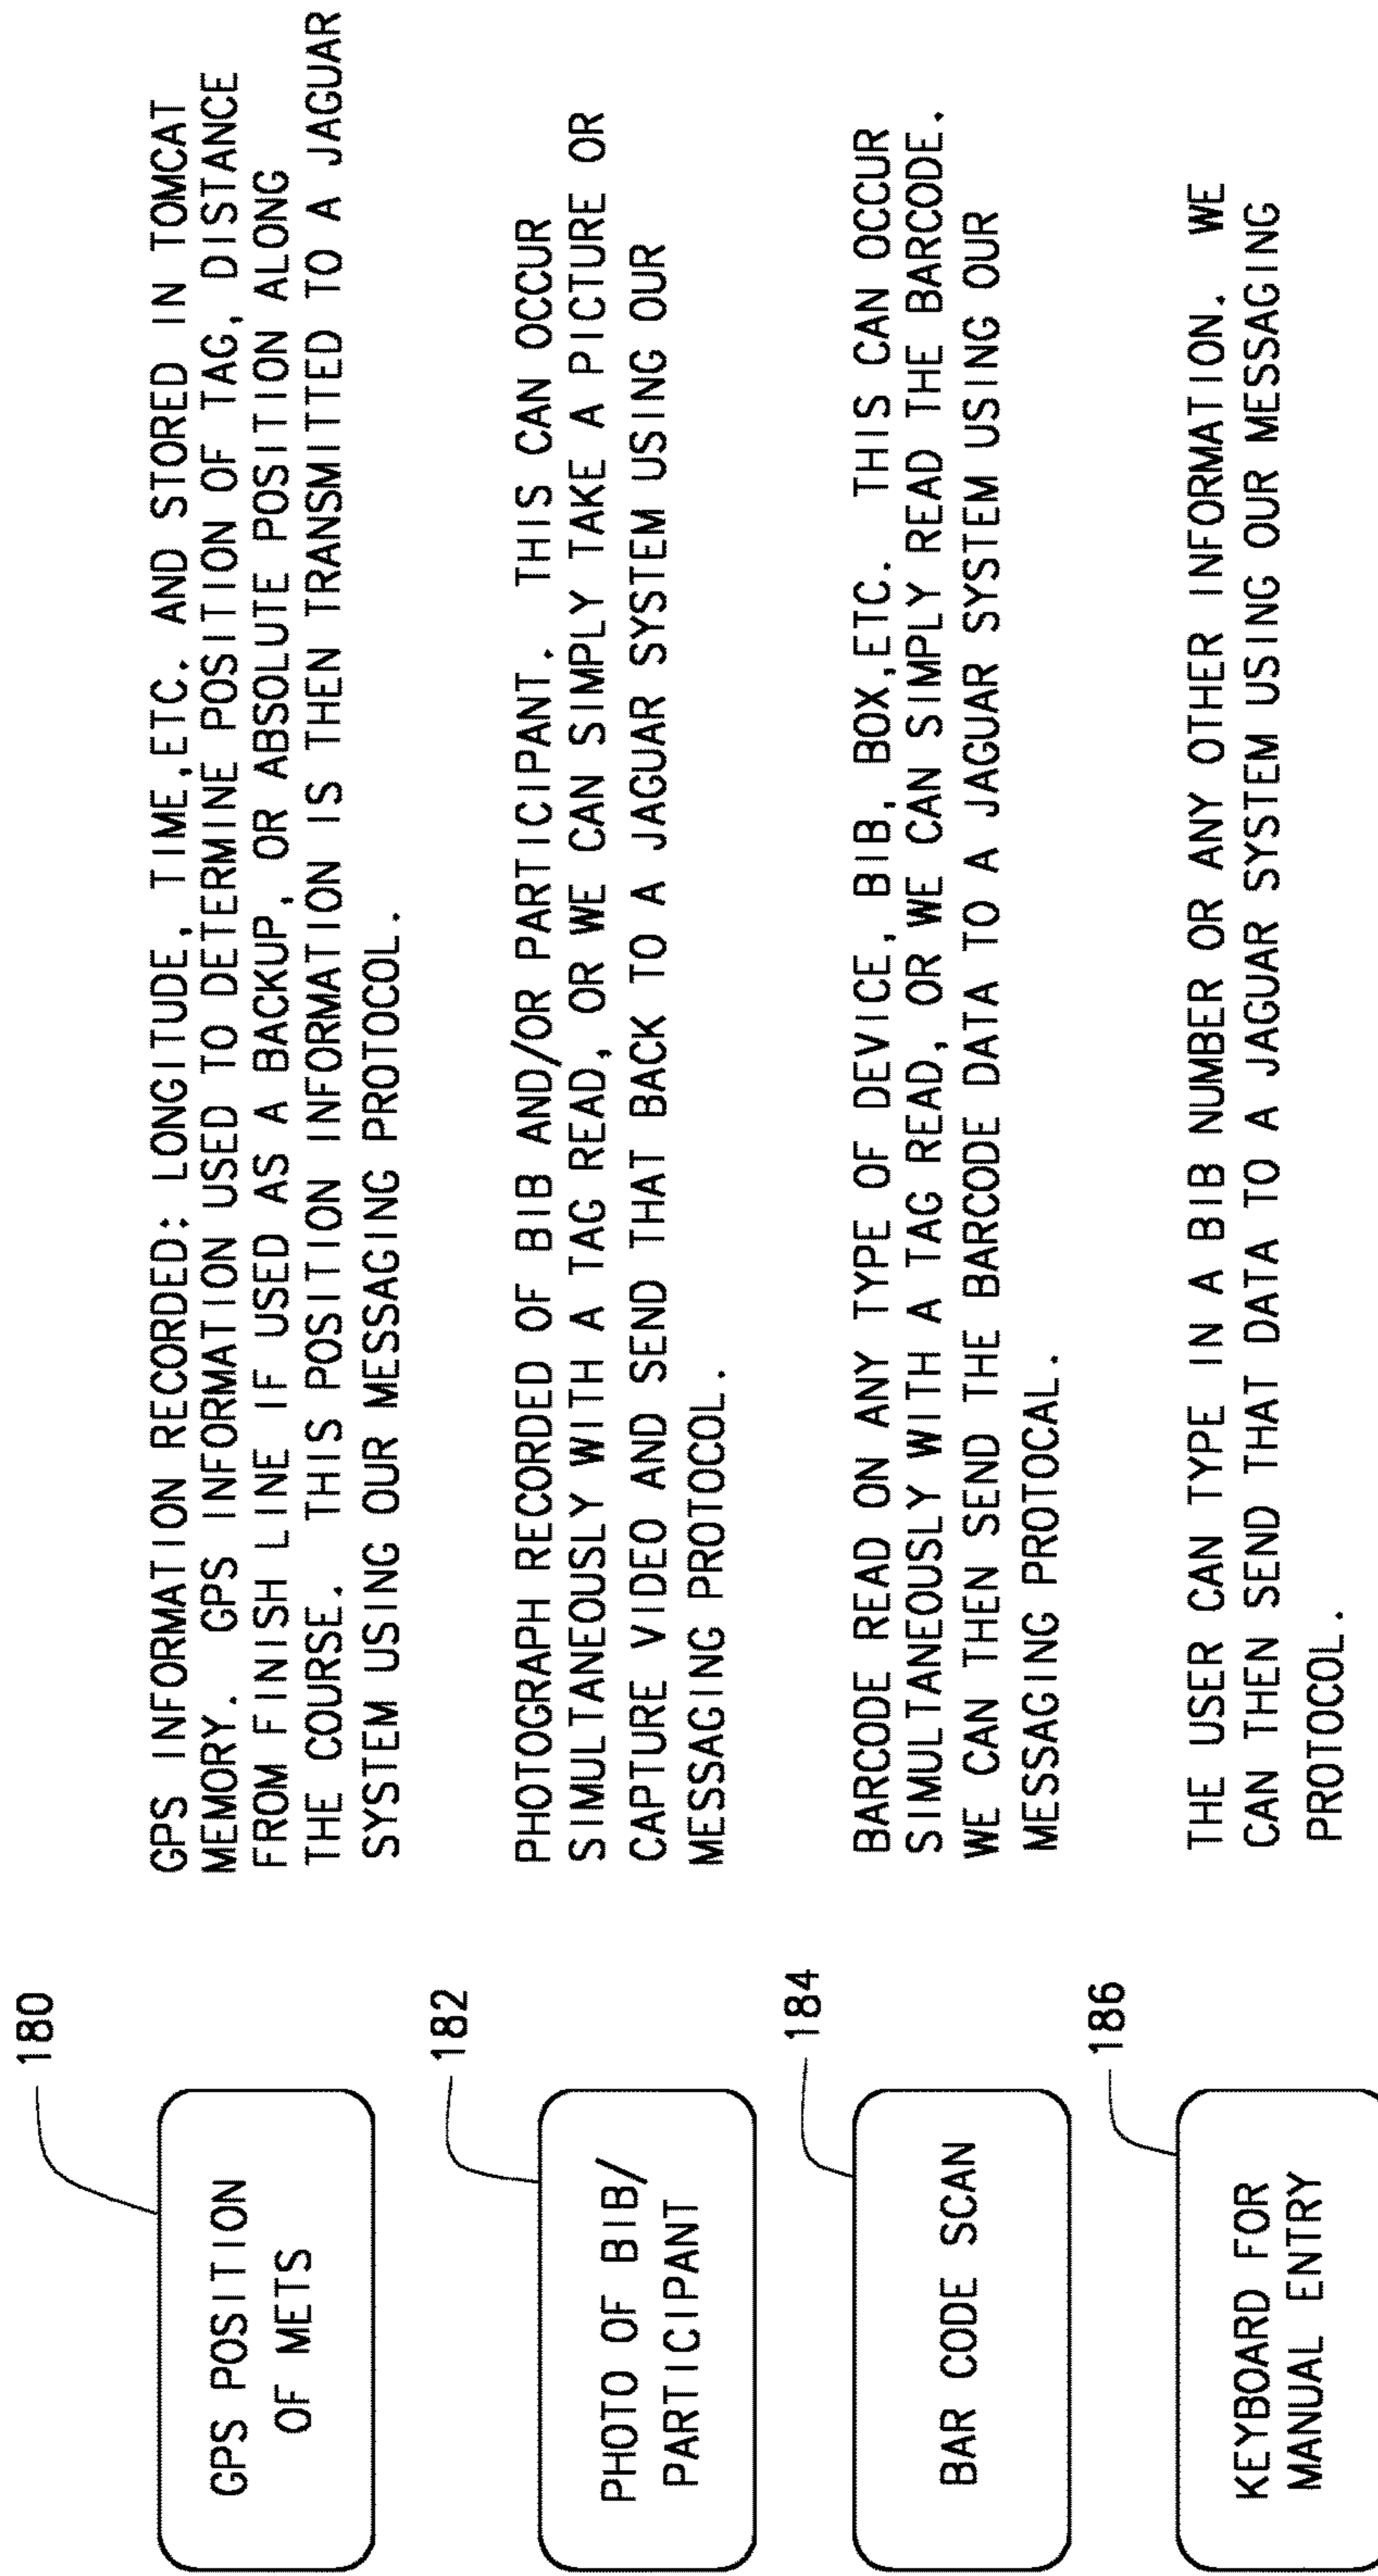 180
GPS POSITION
OF METS
GPS INFORMATION RECORDED: LONGITUDE, TIME,ETC. AND STORED IN TOMCAT
MEMORY. GPS INFORMATION USED TO DETERMINE POSITION OF TAG, DISTANCE
FROM FINISH LINE IF USED AS A BACKUP, OR ABSOLUTE POSITION ALONG
THE COURSE. THIS POSITION INFORMATION IS THEN TRANSMITTED TO A JAGUAR
SYSTEM USING OUR MESSAGING PROTOCOL.
182
PHOTO OF BIB/
PARTICIPANT
PHOTOGRAPH RECORDED OF BIB AND/OR PARTICIPANT. THIS CAN OCCUR
SIMULTANEOUSLY WITH A TAG READ, OR WE CAN SIMPLY TAKE A PICTURE OR
CAPTURE VIDEO AND SEND THAT BACK TO A JAGUAR SYSTEM USING OUR
MESSAGING PROTOCOL.
184
BAR CODE SCAN
BARCODE READ ON ANY TYPE OF DEVICE, BIB, BOX,ETC. THIS CAN OCCUR
SIMULTANEOUSLY WITH A TAG READ, OR WE CAN SIMPLY READ THE BARCODE.
WE CAN THEN SEND THE BARCODE DATA TO A JAGUAR SYSTEM USING OUR
MESSAGING PROTOCAL.
186
KEYBOARD FOR
MANUAL ENTRY
THE USER CAN TYPE IN A BIB NUMBER OR ANY OTHER INFORMATION. WE
CAN THEN SEND THAT DATA TO A JAGUAR SYSTEM USING OUR MESSAGING
PROTOCOL.